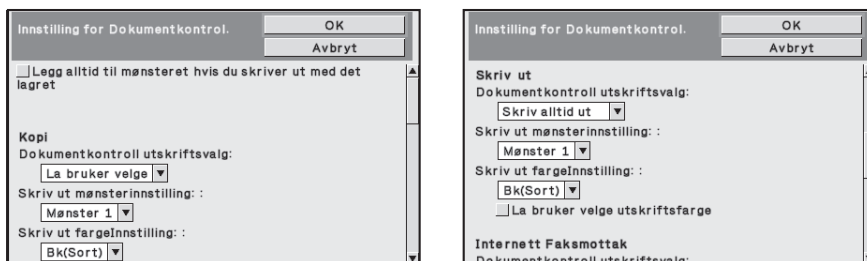 Innstilling for Dokumentkontrol.
OK
Avbryt
Legg alltid til mønsteret hvis du skriver ut med det
lagret
Kopi
Dokumentkontroll utskriftsvalg:
La bruker velge
Skriv ut mønsterinnstilling: :
Mønster 1
Skriv ut fargeInnstilling: :
Bk(Sort)
Innstilling for Dokumentkontrol.
OK
Avbryt
Skriv ut
Dokumentkontroll utskriftsvalg:
Skriv alltid ut
Skriv ut mønsterinnstilling: :
Mønster 1
Skriv ut fargeInnstilling: :
Bk(Sort)
La bruker velge utskriftsfarge
Internett Faksmottak
Dokumentkontroll utskriftsvalg: